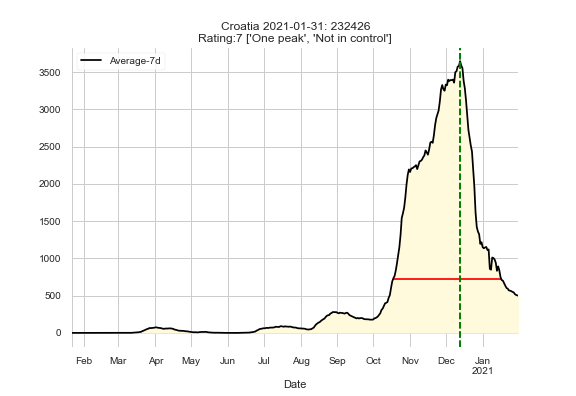 Croatia 2021-01-31: 232426
Rating:7 ['One peak', 'Not in control']
Average-7d
3500
3000
2500
2000
1500
1000
500
0
Feb Mar Apr May Jun Jul Aug Sep Oct Nov Dec Jan
2021
Date